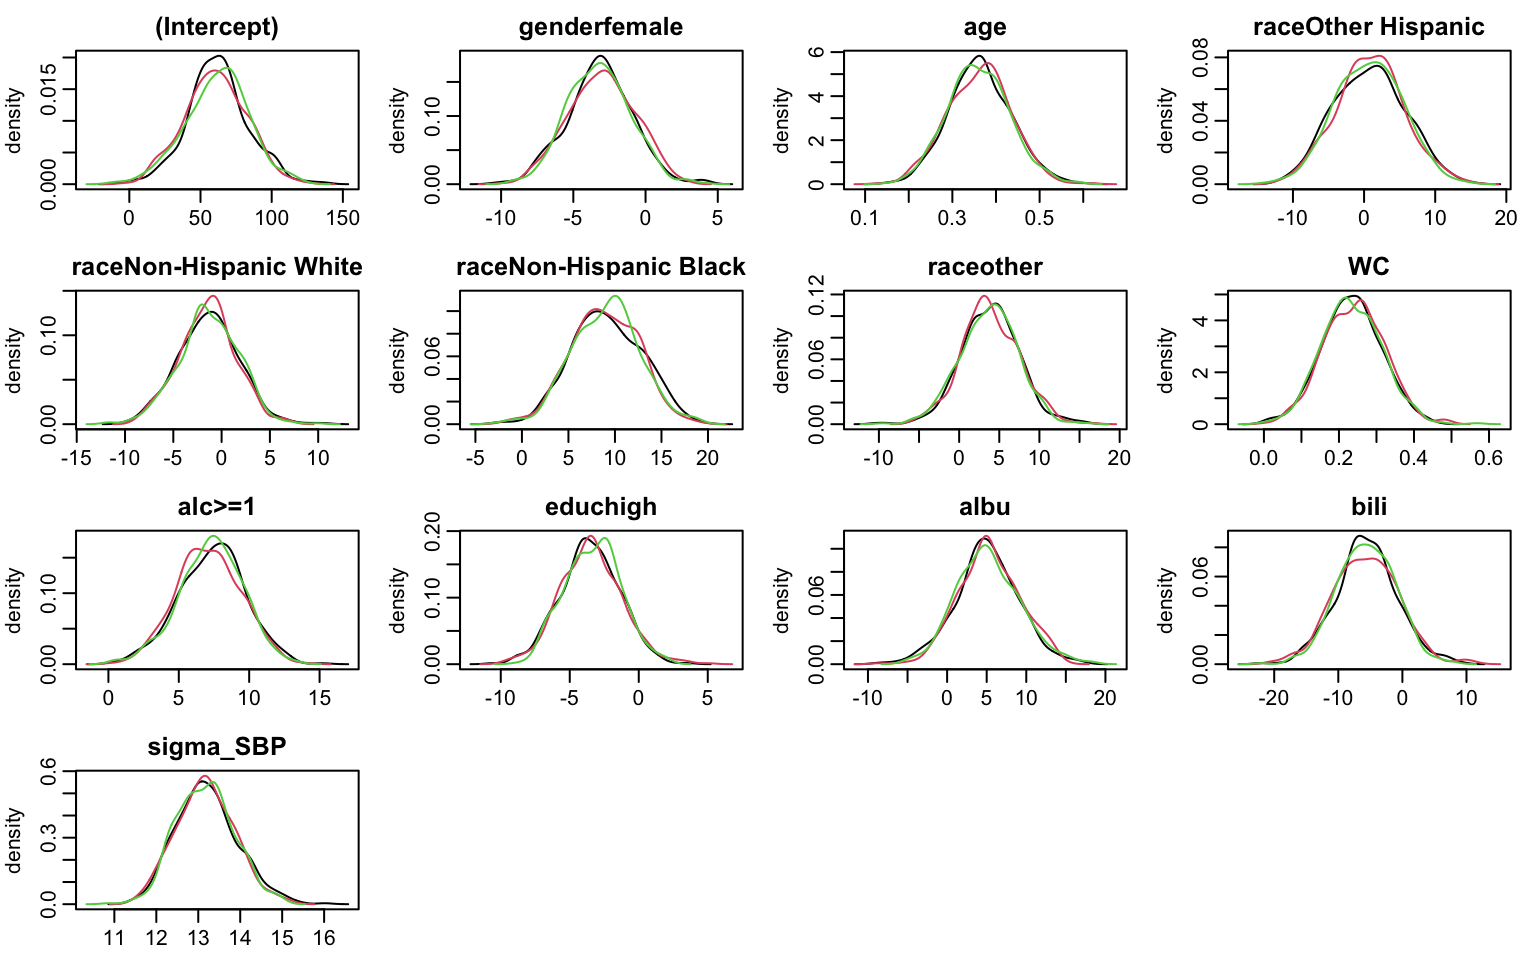 (Intercept)
density
0.000 0.015
0 50 100 150
genderfemale
density
0.00 0.10
-10 -5 0 5
age
density
0 2 4 6
0.1 0.3 0.5
raceOther Hispanic
density
0.00 0.04 0.08
-10 0 10 20
raceNon-Hispanic White
density
0.00 0.10
-15 -10 -5 0 5 10
raceNon-Hispanic Black
density
0.00 0.06
-5 0 5 10 15 20
raceother
density
0.00 0.06 0.12
-10 0 5 10 20
WC
density
0 2 4
0.0 0.2 0.4 0.6
alc>=1
density
0.00 0.10
0 5 10 15
educhigh
density
0.00 0.10 0.20
-10 -5 0 5
albu
density
0.00 0.06
-10 0 5 10 20
bili
density
0.00 0.06
-20 -10 0 10
sigma_SBP
density
0.0 0.3 0.6
11 12 13 14 15 16